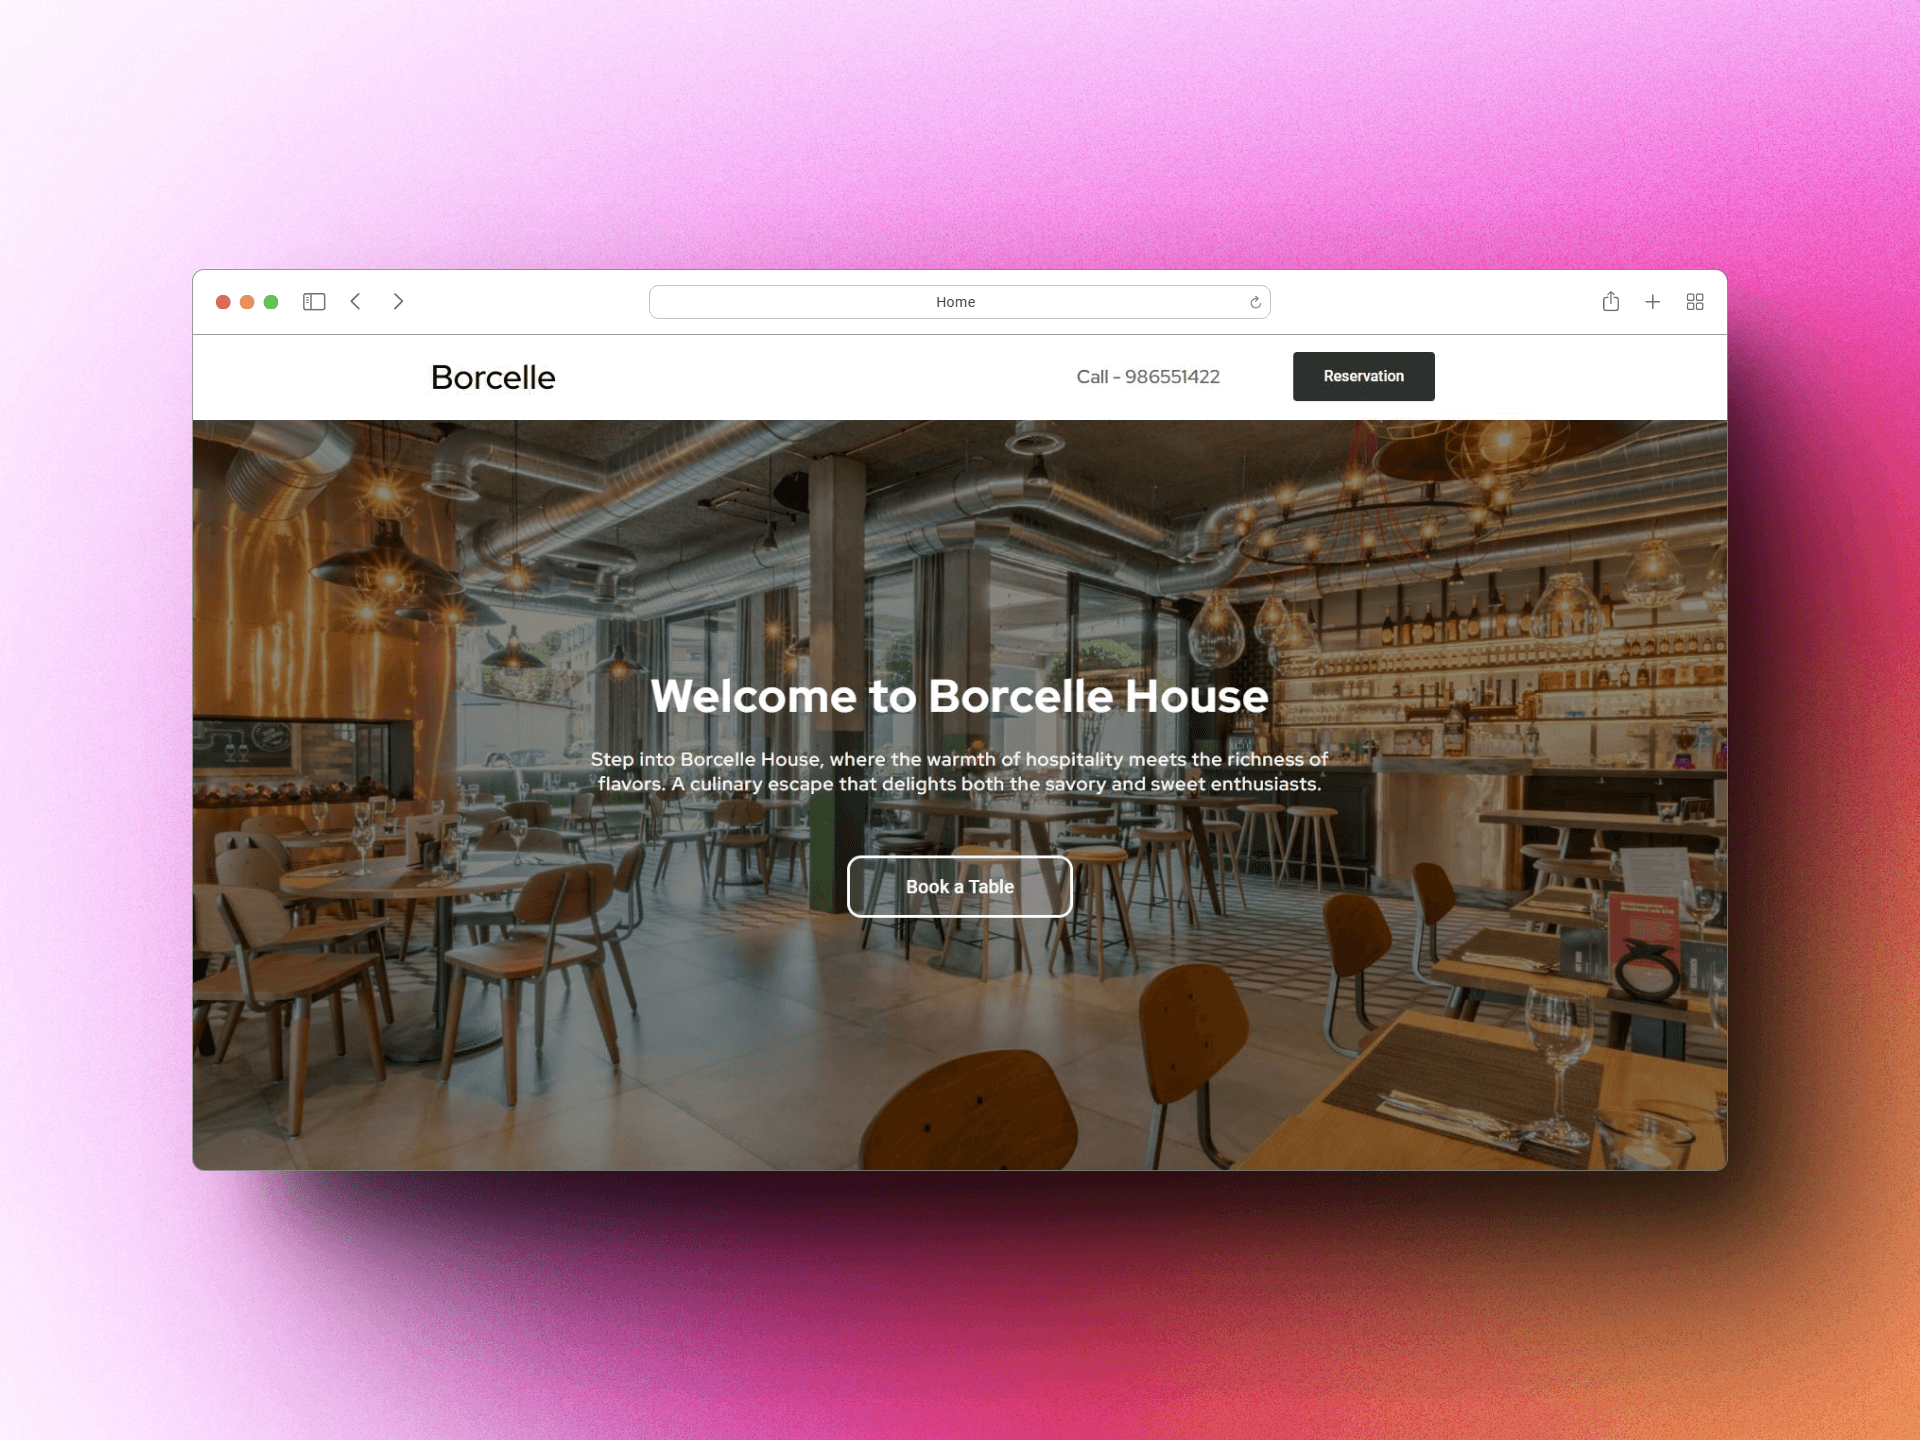 Home
Borcelle
Call - 986551422
Reservation
Welcome to Borcelle House
Step into Borcelle House, where the warmth of hospitality meets the richness of
flavors. A culinary escape that delights both the savory and sweet enthusiasts.
Book a Table